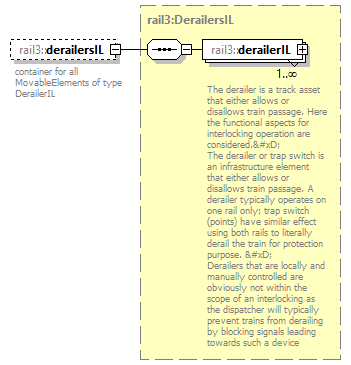 rail3:DerailersIL
rail3::derailersIL
rail3::derailerIL
1..∞
container for all
MovableElements of type
DerailerIL
The derailer is a track asset
that either allows or
disallows train passage. Here
the functional aspects for
interlocking operation are
considered.&#xD;
The derailer or trap switch is
an infrastructure element
that either allows or
disallows train passage. A
derailer typically operates on
one rail only; trap switch
(points) have similar effect
using both rails to literally
derail the train for protection
purpose. &#xD;
Derailers that are locally and
manually controlled are
obviously not within the
scope of an interlocking as
the dispatcher will typically
prevent trains from derailing
by blocking signals leading
towards such a device